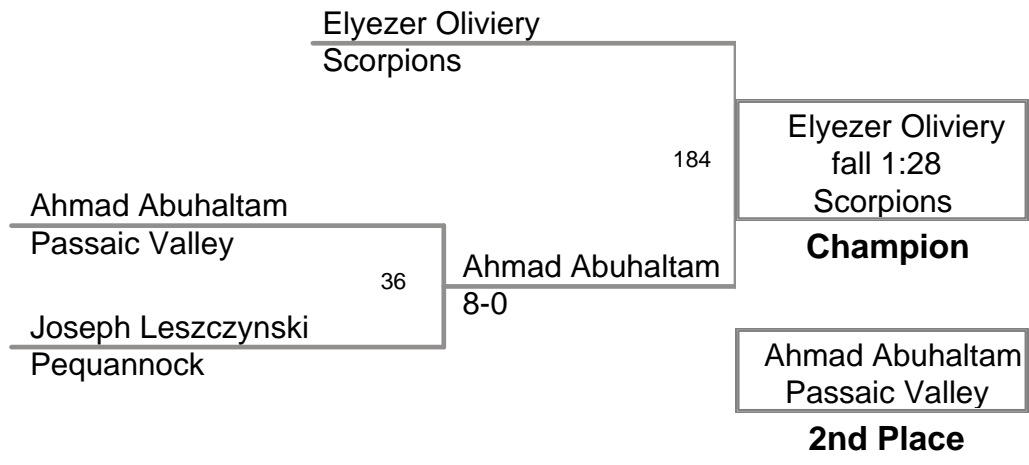 Elyezer Oliviery
Scorpions
184
Elyezer Oliviery
fall 1:28
Scorpions
Champion
Ahmad Abuhaltam
Passaic Valley
36
Ahmad Abuhaltam
8-0
Joseph Leszczynski
Pequannock
Ahmad Abuhaltam
Passaic Valley
2nd Place